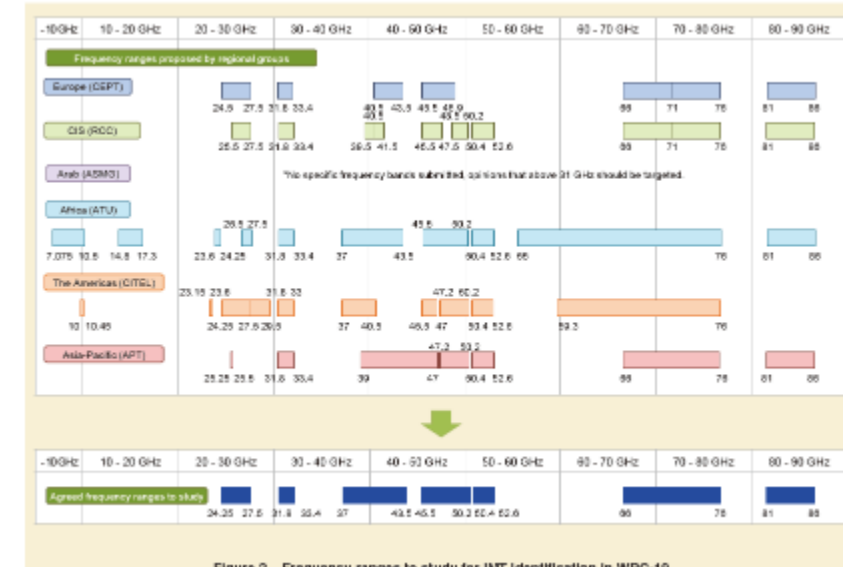 -10GHz 10 - 20 GHz 20 - 30 GHz 30 - 40 GHz 40 - 50 GHz 50 - 60 GHz 60 - 70 GHz 70 - 80 GHz 80 - 90 GHz
Frequency ranges proposed by regional groups
Europe (CEPT)
24.5 27.5 31.8 33.4 40.5 43.5 45.5 48.9 66 71 76 81 86
40.5 48.5 50.2
CIS (RCC)
25.5 27.5 31.8 33.4 39.5 41.5 45.5 47.5 50.4 52.6 66 71 76 81 86
Arab (ASMG)
*No specific frequency bands submitted, opinions that above 31 GHz should be targeted.
Africa (ATU)
26.5 27.5 45.5 50.2
7.075 10.5 14.8 17.3 23.6 24.25 31.8 33.4 37 43.5 50.4 52.6 76 81 86
The Americas (CITEL)
23.15 23.6 31.8 33 47.2 50.2
10 10.45 24.25 27.5 29.5 37 40.5 45.5 47 50.4 52.6 59.3 76
Asia-Pacific (APT)
47.2 50.2
25.25 25.5 31.8 33.4 39 47 50.4 52.6 66 76 81 86
-10GHz 10 - 20 GHz 20 - 30 GHz 30 - 40 GHz 40 - 50 GHz 50 - 60 GHz 60 - 70 GHz 70 - 80 GHz 80 - 90 GHz
Agreed frequency ranges to study
24.25 27.5 31.8 33.4 37 43.5 45.5 50.2 50.4 52.6 66 76 81 86